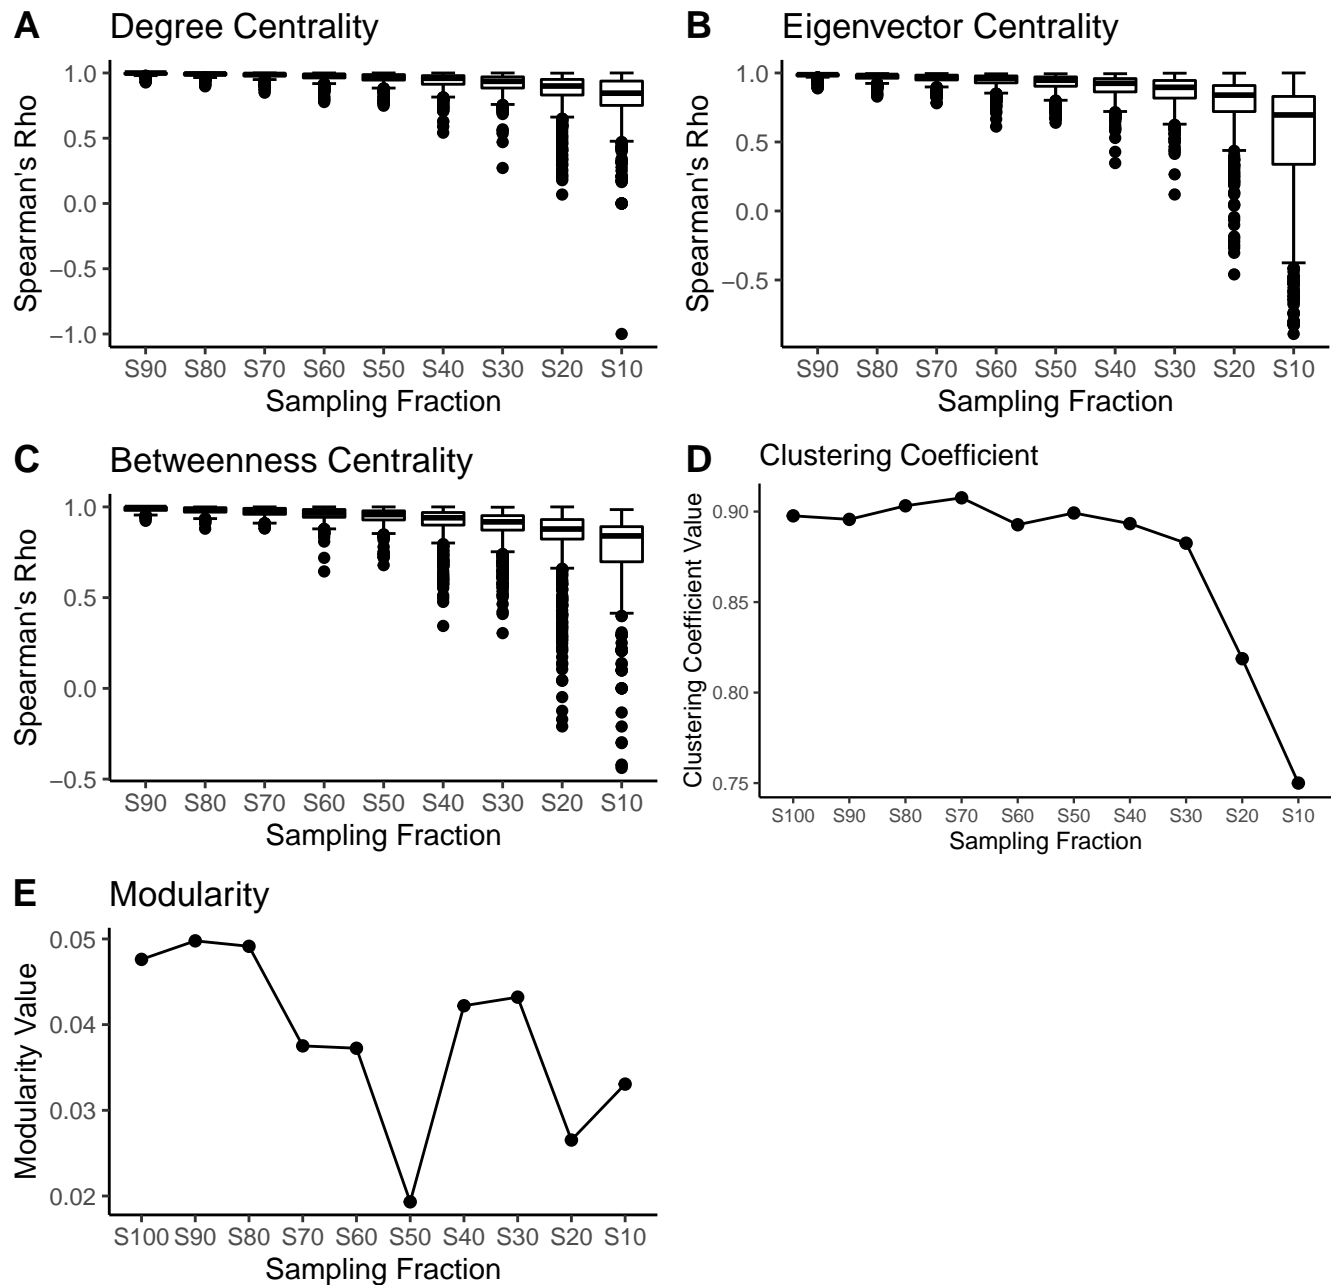 A Degree Centrality
1.0
0.5
0.0
−0.5
−1.0
Spearman's Rho
S90 S80 S70 S60 S50 S40 S30 S20 S10
Sampling Fraction
B Eigenvector Centrality
1.0
0.5
0.0
−0.5
Spearman's Rho
S90 S80 S70 S60 S50 S40 S30 S20 S10
Sampling Fraction
C Betweenness Centrality
1.0
0.5
0.0
−0.5
Spearman's Rho
S90 S80 S70 S60 S50 S40 S30 S20 S10
Sampling Fraction
D Clustering Coefficient
0.90
0.85
0.80
0.75
Clustering Coefficient Value
S100 S90 S80 S70 S60 S50 S40 S30 S20 S10
Sampling Fraction
E Modularity
0.05
0.04
0.03
0.02
Modularity Value
S100 S90 S80 S70 S60 S50 S40 S30 S20 S10
Sampling Fraction